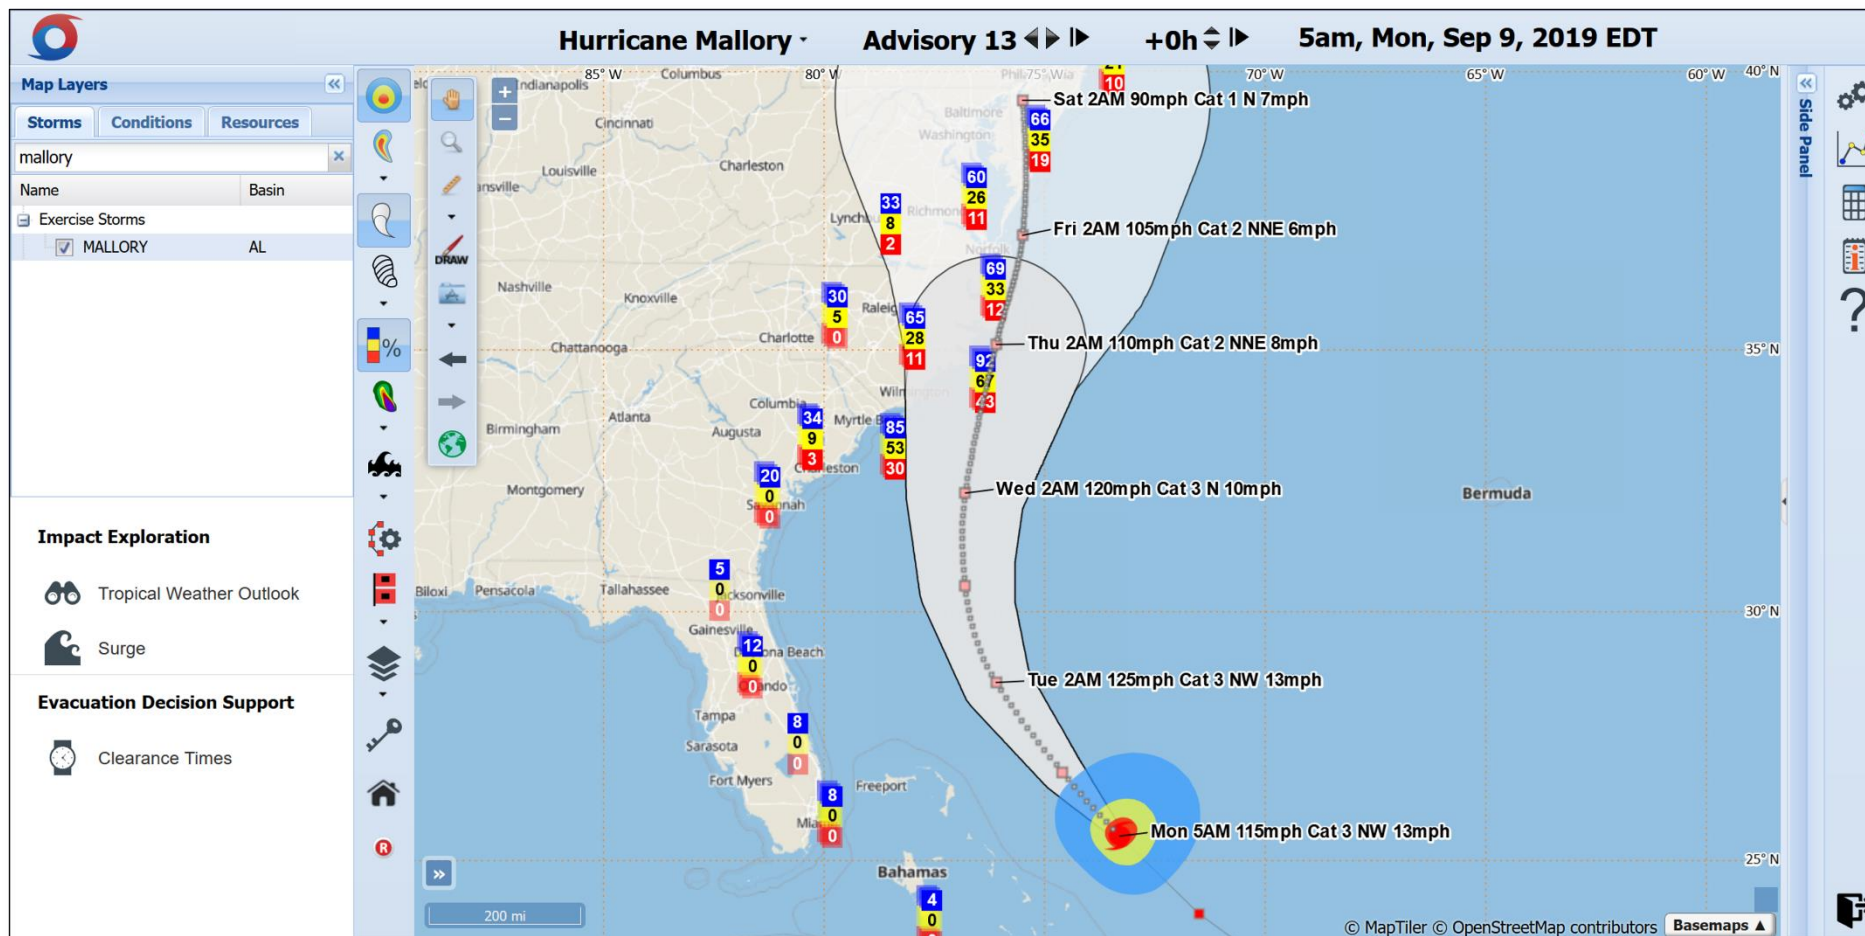 Hurricane Mallory
Advisory 13
+0h
5am, Mon, Sep 9, 2019 EDT
Map Layers
Storms
Conditions
Resources
mallory
Name
Basin
Exercise Storms
MALLORY
AL
Impact Exploration
Tropical Weather Outlook
Surge
Evacuation Decision Support
Clearance Times
%
R
DRAW
+
−
85° W
80° W
75° W
70° W
65° W
60° W
40° N
35° N
30° N
25° N
Columbus
Indianapolis
Cincinnati
Louisville
ansville
Charleston
Baltimore
Washington
Richmond
Norfolk
Nashville
Knoxville
Charlotte
Chattanooga
Columbia
Atlanta
Augusta
Birmingham
Montgomery
Biloxi
Pensacola
Tallahassee
Gainesville
Tampa
Sarasota
Fort Myers
Freeport
Bahamas
Bermuda
10
66
35
19
60
26
11
33
8
2
69
33
12
30
5
0
65
28
11
92
67
43
34
9
3
85
53
30
20
0
0
5
0
0
12
0
0
8
0
0
8
0
0
4
0
Sat 2AM 90mph Cat 1 N 7mph
Fri 2AM 105mph Cat 2 NNE 6mph
Thu 2AM 110mph Cat 2 NNE 8mph
Wed 2AM 120mph Cat 3 N 10mph
Tue 2AM 125mph Cat 3 NW 13mph
Mon 5AM 115mph Cat 3 NW 13mph
200 mi
© MapTiler © OpenStreetMap contributors
Basemaps ▲
Side Panel
?